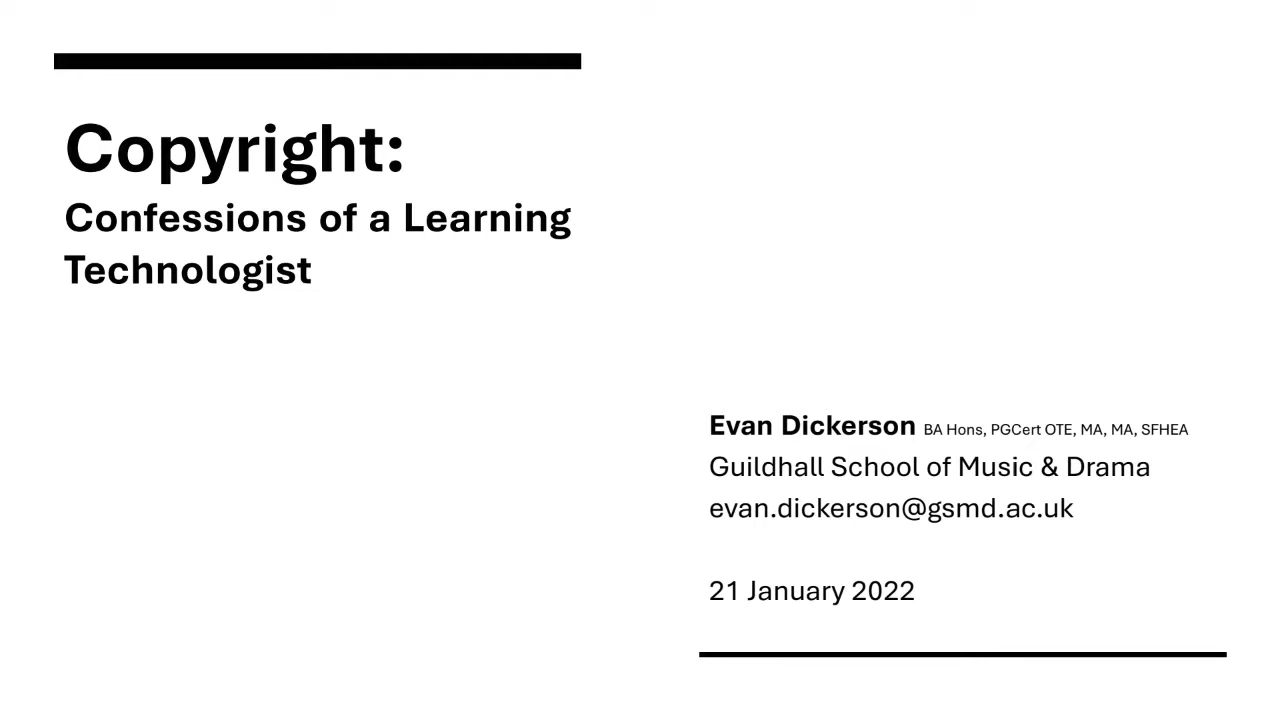 Copyright:
Confessions of a Learning
Technologist
Evan Dickerson BA Hons, PGCert OTE, MA, MA, SFHEA
Guildhall School of Music & Drama
evan.dickerson@gsmd.ac.uk
21 January 2022